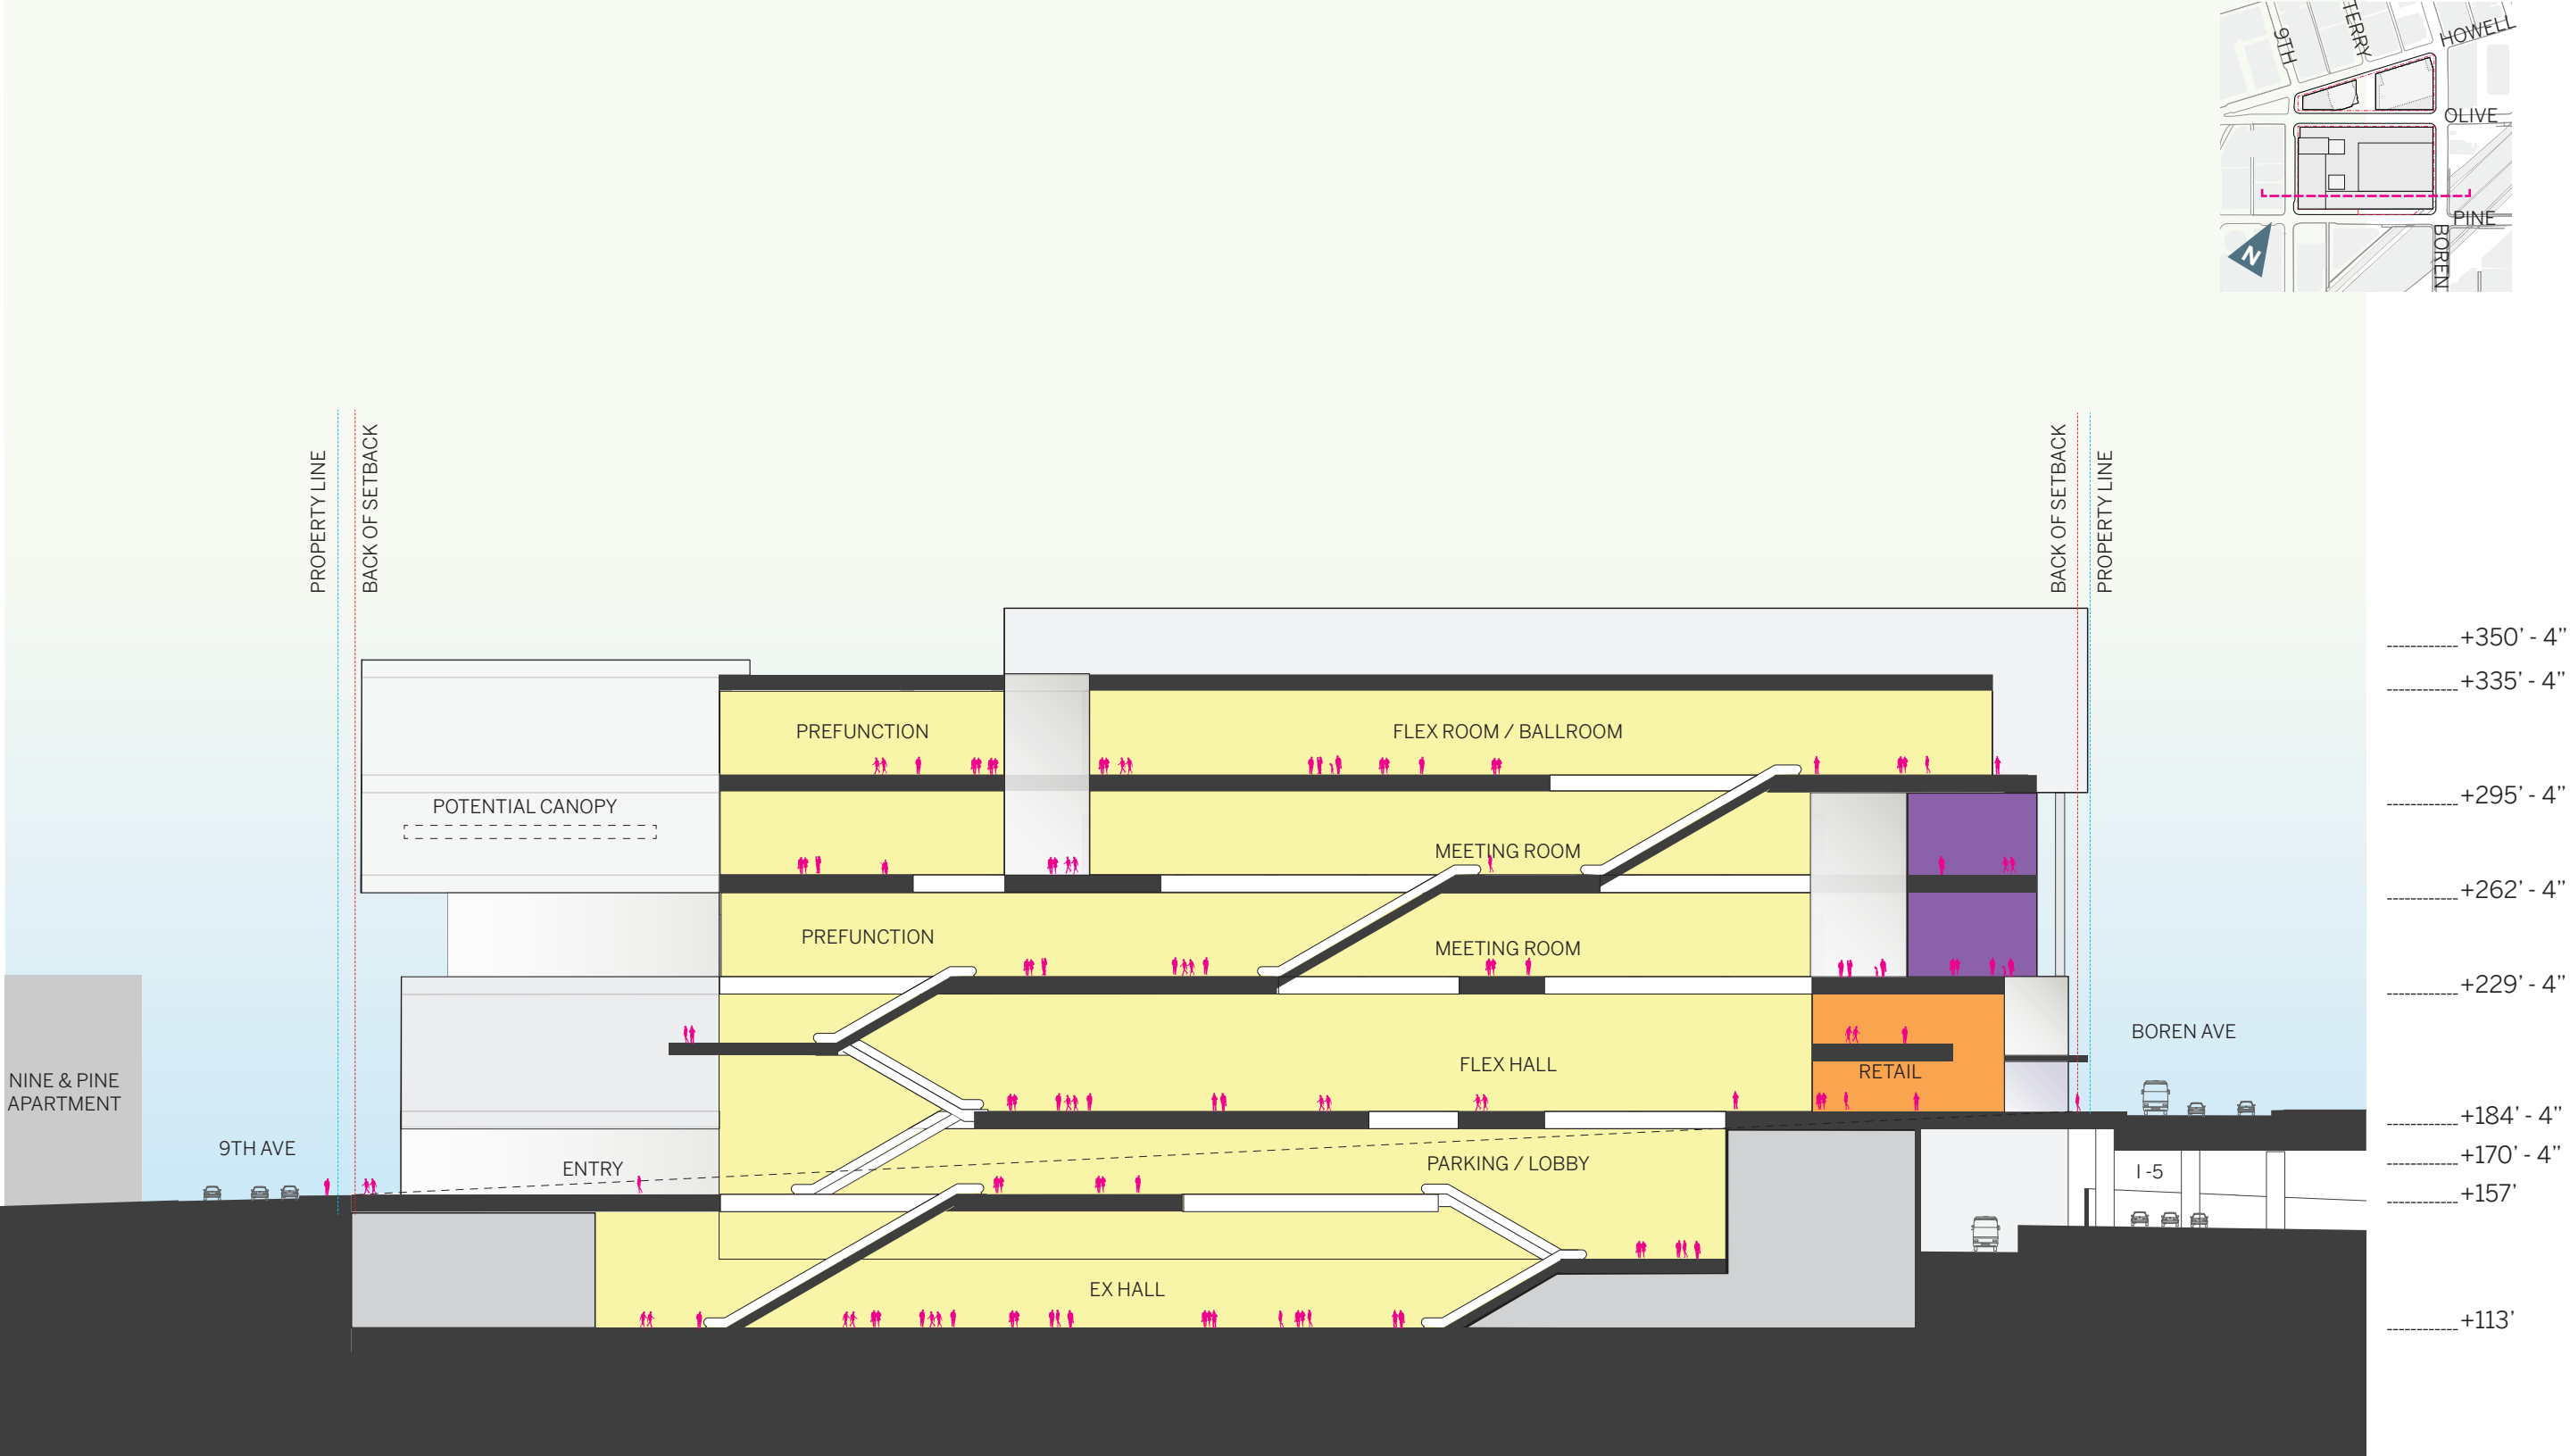 9TH
TERRY
HOWELL
OLIVE
PINE
BOREN
N
PROPERTY LINE
BACK OF SETBACK
BACK OF SETBACK
PROPERTY LINE
+350’ - 4”
+335’ - 4”
PREFUNCTION
FLEX ROOM / BALLROOM
+295’ - 4”
POTENTIAL CANOPY
MEETING ROOM
+262’ - 4”
PREFUNCTION
MEETING ROOM
+229’ - 4”
BOREN AVE
FLEX HALL
RETAIL
NINE & PINE
APARTMENT
+184’ - 4”
9TH AVE
ENTRY
PARKING / LOBBY
+170’ - 4”
I -5
+157’
EX HALL
+113’